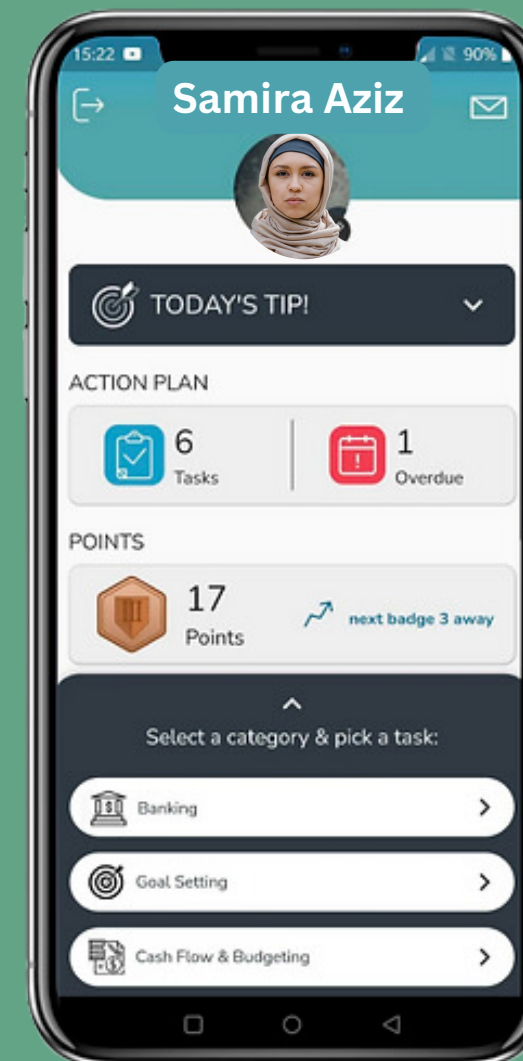 15:22 90%
Samira Aziz
TODAY'S TIP!
ACTION PLAN
6 1
Tasks Overdue
POINTS
17
Points
next badge 3 away
Select a category & pick a task:
Banking
Goal Setting
Cash Flow & Budgeting